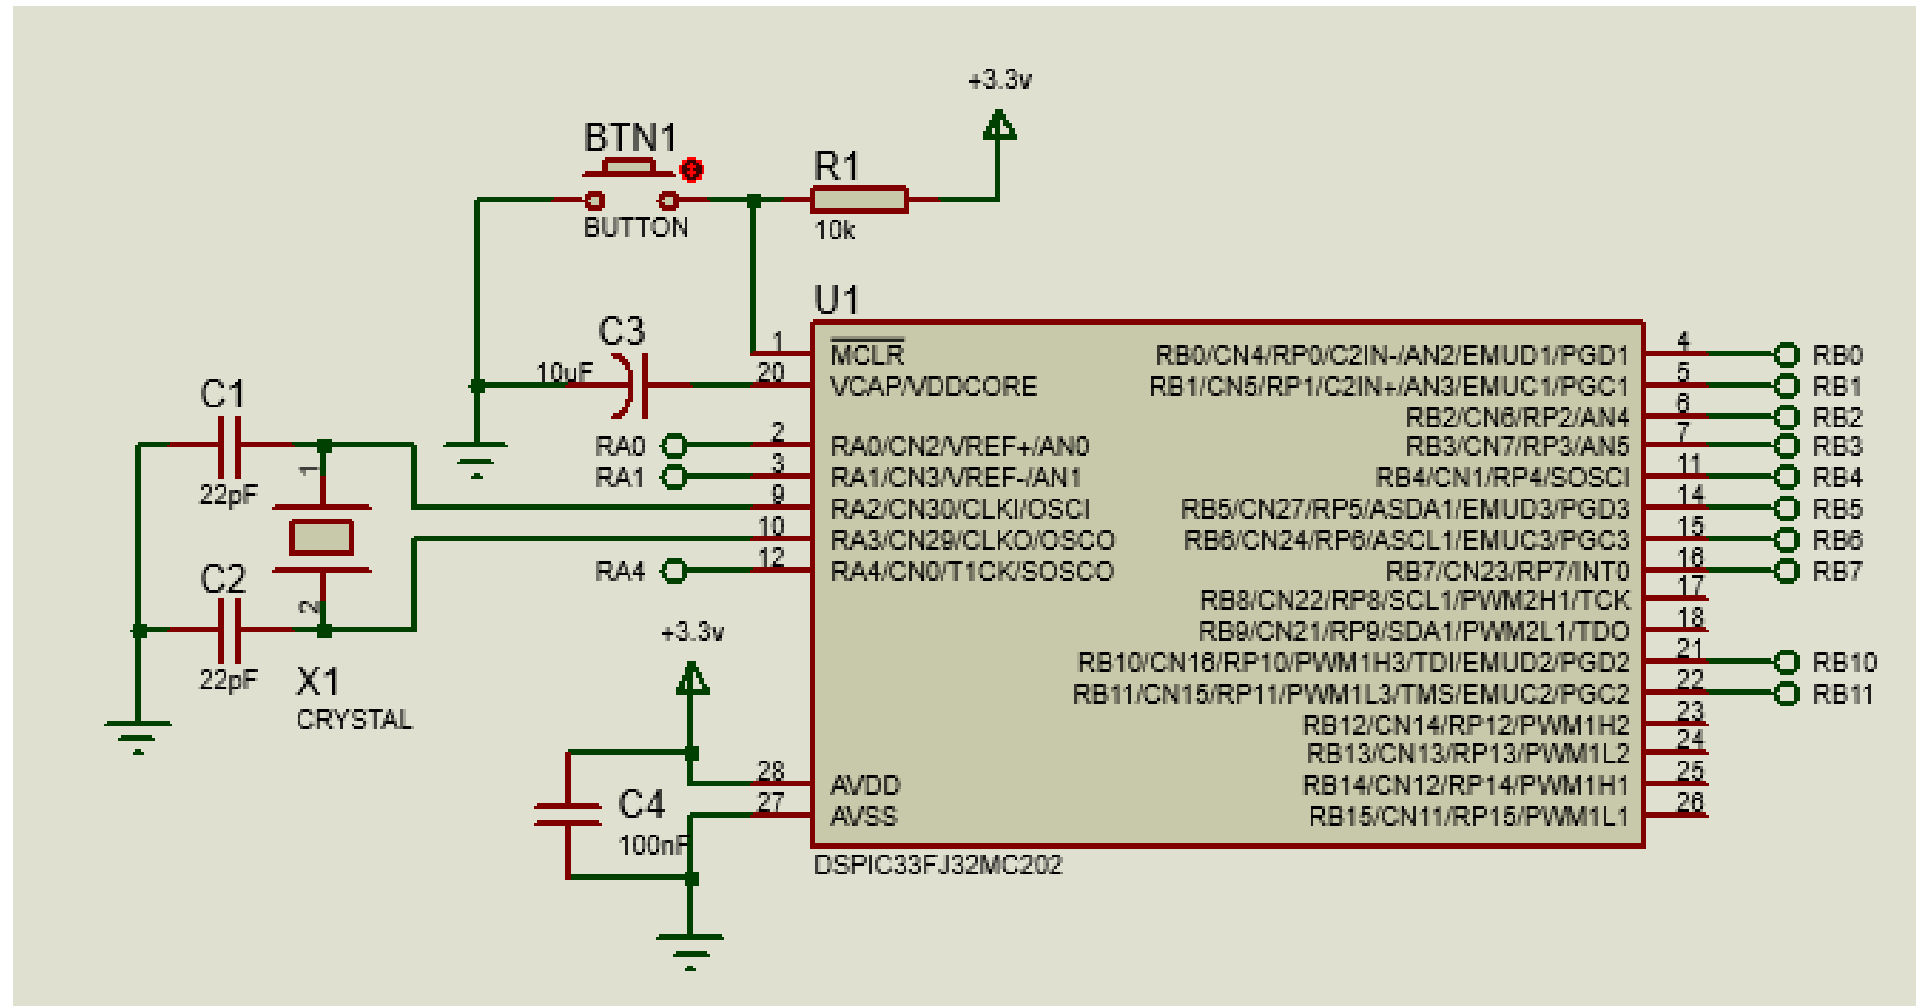 +3.3v
BTN1
BUTTON
R1
10k
U1
C3
10uF
C1
22pF
C2
22pF
1
2
X1
CRYSTAL
RA0
RA1
RA4
1
20
2
3
9
10
12
MCLR
VCAP/VDDCORE
RA0/CN2/VREF+/AN0
RA1/CN3/VREF-/AN1
RA2/CN30/CLKI/OSCI
RA3/CN29/CLKO/OSCO
RA4/CN0/T1CK/SOSCO
+3.3v
C4
100nF
28
27
AVDD
AVSS
RB0/CN4/RP0/C2IN-/AN2/EMUD1/PGD1
RB1/CN5/RP1/C2IN+/AN3/EMUC1/PGC1
RB2/CN6/RP2/AN4
RB3/CN7/RP3/AN5
RB4/CN1/RP4/SOSCI
RB5/CN27/RP5/ASDA1/EMUD3/PGD3
RB6/CN24/RP6/ASCL1/EMUC3/PGC3
RB7/CN23/RP7/INT0
RB8/CN22/RP8/SCL1/PWM2H1/TCK
RB9/CN21/RP9/SDA1/PWM2L1/TDO
RB10/CN16/RP10/PWM1H3/TDI/EMUD2/PGD2
RB11/CN15/RP11/PWM1L3/TMS/EMUC2/PGC2
RB12/CN14/RP12/PWM1H2
RB13/CN13/RP13/PWM1L2
RB14/CN12/RP14/PWM1H1
RB15/CN11/RP15/PWM1L1
4
5
6
7
11
14
15
16
17
18
21
22
23
24
25
26
RB0
RB1
RB2
RB3
RB4
RB5
RB6
RB7
RB10
RB11
DSPIC33FJ32MC202